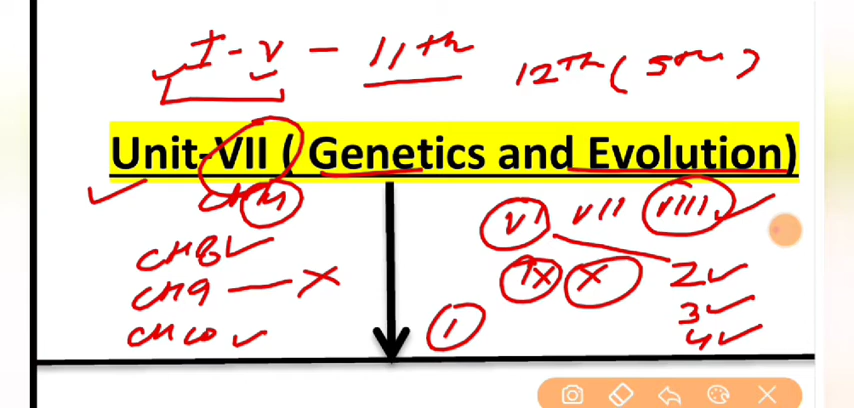 I-V - 11th
12Th (5Th)
Unit-VII ( Genetics and Evolution)
VI VII VIII
CH8
IX X 2
CH9 - X
3
CH10
1
4